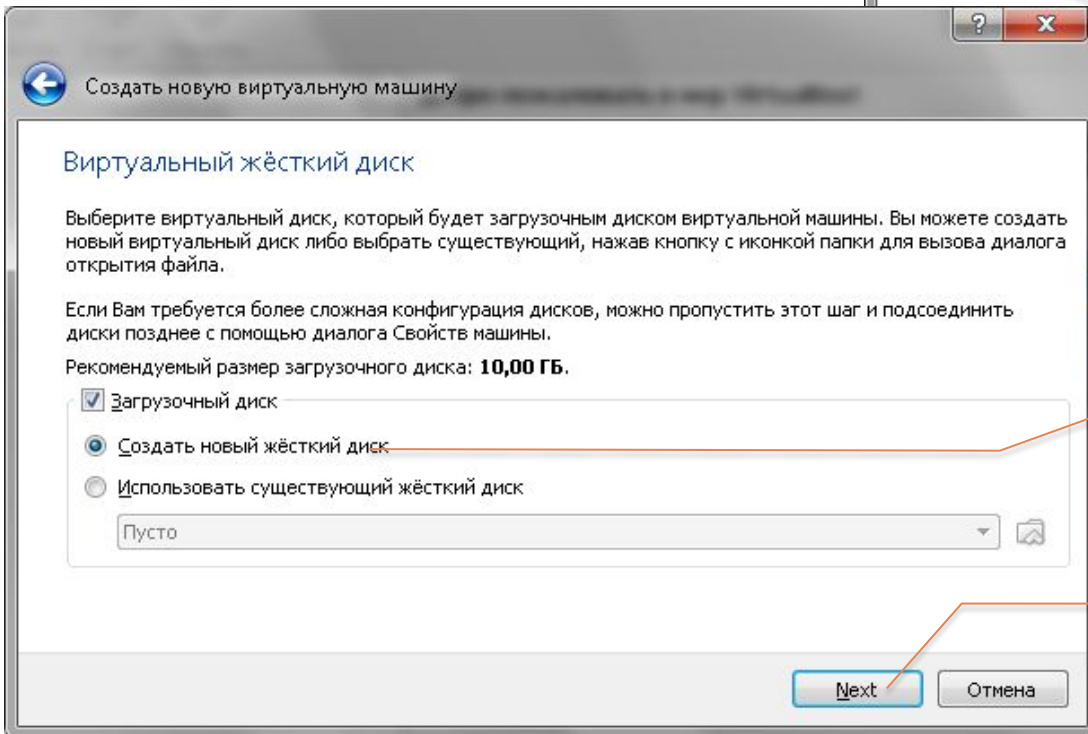 Создать новую виртуальную машину
Виртуальный жёсткий диск
Выберите виртуальный диск, который будет загрузочным диском виртуальной машины. Вы можете создать
новый виртуальный диск либо выбрать существующий, нажав кнопку с иконкой папки для вызова диалога
открытия файла.
Если Вам требуется более сложная конфигурация дисков, можно пропустить этот шаг и подсоединить
диски позднее с помощью диалога Свойств машины.
Рекомендуемый размер загрузочного диска: 10,00 ГБ.
Загрузочный диск
Создать новый жёсткий диск
Использовать существующий жёсткий диск
Пусто
Next
Отмена